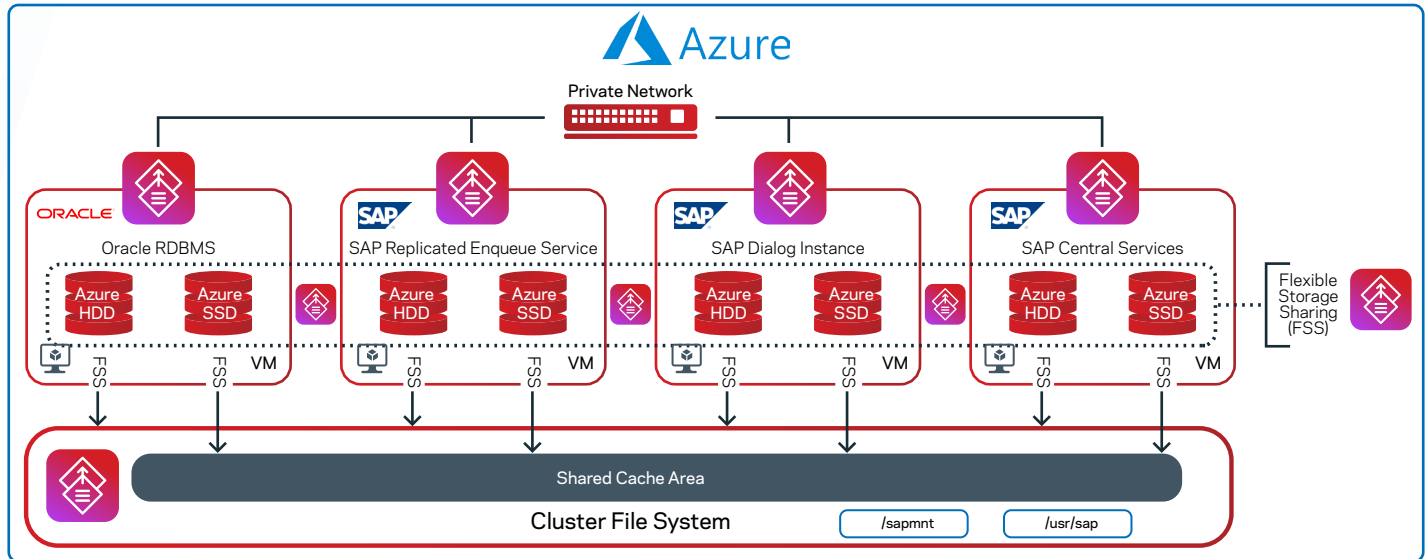 Azure
Private Network
ORACLE
SAP
SAP
SAP
Oracle RDBMS
SAP Replicated Enqueue Service
SAP Dialog Instance
SAP Central Services
Azure
HDD
Azure
SSD
Azure
HDD
Azure
SSD
Azure
HDD
Azure
SSD
Azure
HDD
Azure
SSD
Flexible
Storage
Sharing
(FSS)
FSS
FSS
VM
FSS
FSS
VM
FSS
FSS
VM
FSS
FSS
VM
Shared Cache Area
Cluster File System
/sapmnt
/usr/sap